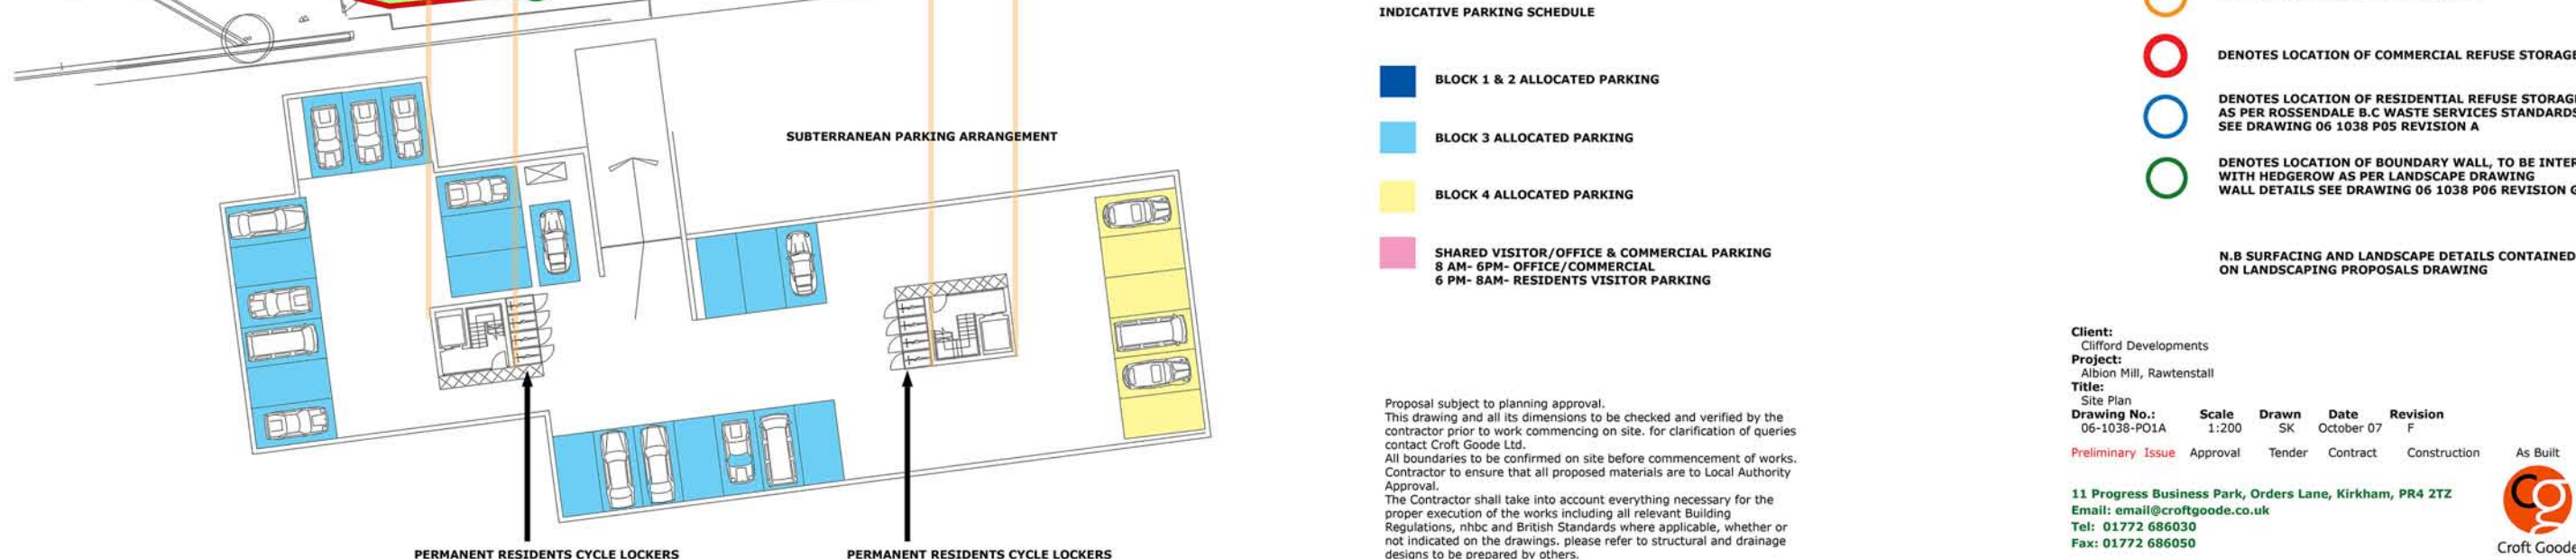 SUBTERRANEAN PARKING ARRANGEMENT
PERMANENT RESIDENTS CYCLE LOCKERS
PERMANENT RESIDENTS CYCLE LOCKERS
INDICATIVE PARKING SCHEDULE
BLOCK 1 & 2 ALLOCATED PARKING
BLOCK 3 ALLOCATED PARKING
BLOCK 4 ALLOCATED PARKING
SHARED VISITOR/OFFICE & COMMERCIAL PARKING
8 AM- 6PM- OFFICE/COMMERCIAL
6 PM- 8AM- RESIDENTS VISITOR PARKING
Proposal subject to planning approval.
This drawing and all its dimensions to be checked and verified by the
contractor prior to work commencing on site. for clarification of queries
contact Croft Goode Ltd.
All boundaries to be confirmed on site before commencement of works.
Contractor to ensure that all proposed materials are to Local Authority
Approval.
The Contractor shall take into account everything necessary for the
proper execution of the works including all relevant Building
Regulations, nhbc and British Standards where applicable, whether or
not indicated on the drawings. please refer to structural and drainage
designs to be prepared by others.
DENOTES LOCATION OF COMMERCIAL REFUSE STORAGE
DENOTES LOCATION OF RESIDENTIAL REFUSE STORAGE
AS PER ROSSENDALE B.C WASTE SERVICES STANDARDS
SEE DRAWING 06 1038 P05 REVISION A
DENOTES LOCATION OF BOUNDARY WALL, TO BE INTER
WITH HEDGEROW AS PER LANDSCAPE DRAWING
WALL DETAILS SEE DRAWING 06 1038 P06 REVISION G
N.B SURFACING AND LANDSCAPE DETAILS CONTAINED
ON LANDSCAPING PROPOSALS DRAWING
Client:
Clifford Developments
Project:
Albion Mill, Rawtenstall
Title:
Site Plan
Drawing No.: Scale Drawn Date Revision
06-1038-PO1A 1:200 SK October 07 F
Preliminary Issue Approval Tender Contract Construction As Built
11 Progress Business Park, Orders Lane, Kirkham, PR4 2TZ
Email: email@croftgoode.co.uk
Tel: 01772 686030
Fax: 01772 686050
cg
Croft Goode